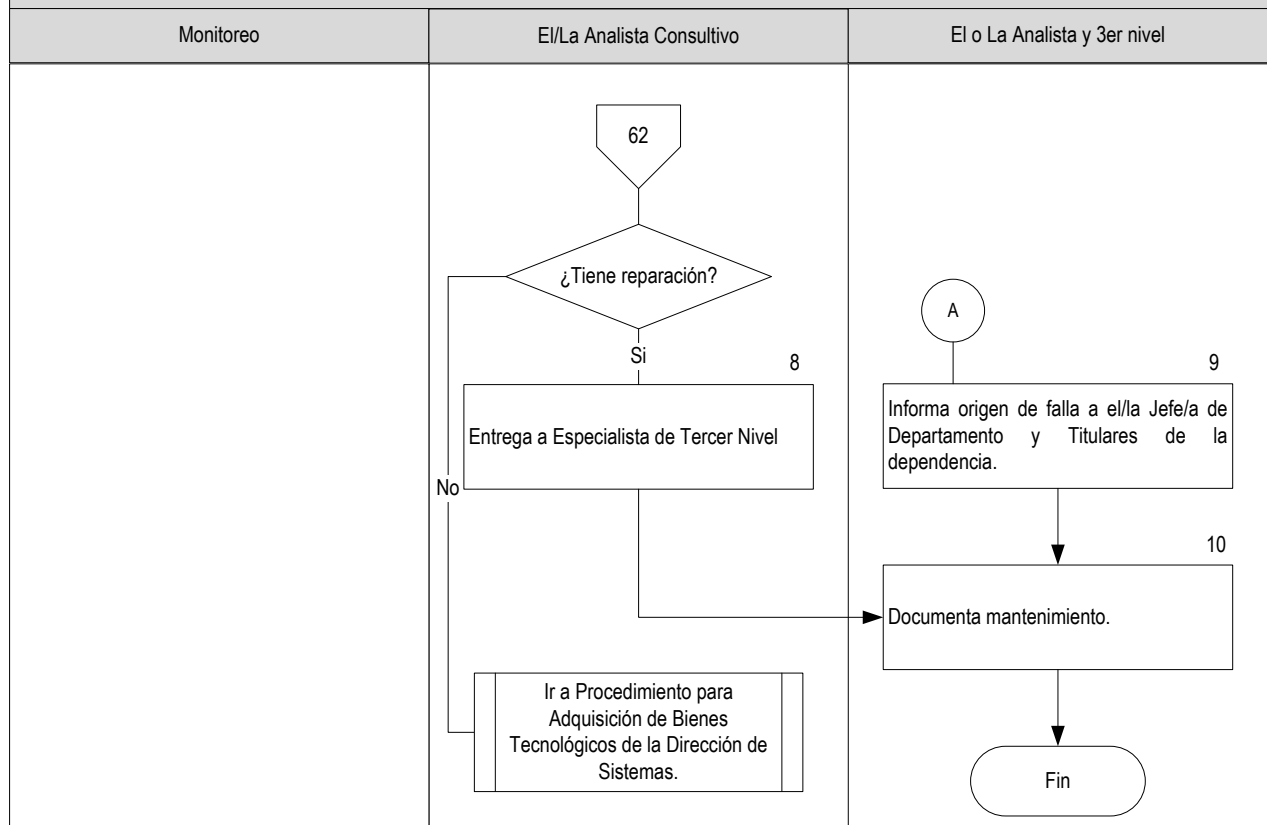 Monitoreo
El/La Analista Consultivo
El o La Analista y 3er nivel
62
¿Tiene reparación?
Si
8
Entrega a Especialista de Tercer Nivel
No
Ir a Procedimiento para
Adquisición de Bienes
Tecnológicos de la Dirección de
Sistemas.
A
9
Informa origen de falla a el/la Jefe/a de
Departamento y Titulares de la
dependencia.
10
Documenta mantenimiento.
Fin